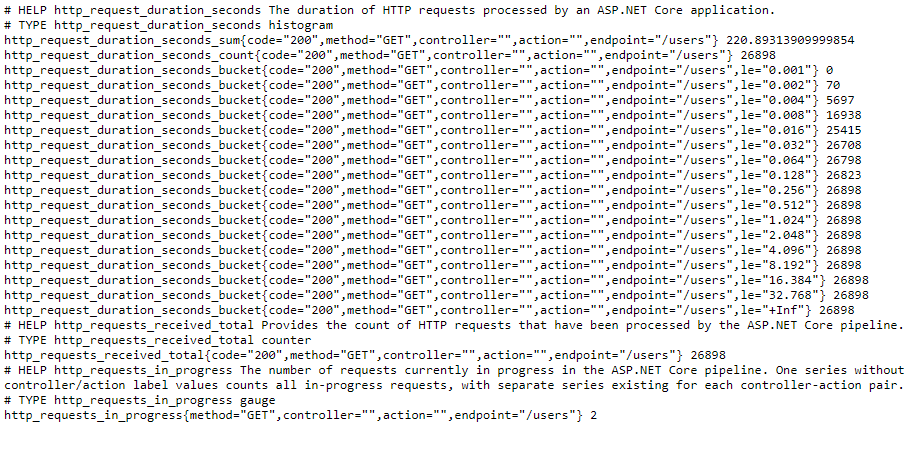 # HELP http_request_duration_seconds The duration of HTTP requests processed by an ASP.NET Core application.
# TYPE http_request_duration_seconds histogram
http_request_duration_seconds_sum{code="200",method="GET",controller="",action="",endpoint="/users"} 220.89313909999854
http_request_duration_seconds_count{code="200",method="GET",controller="",action="",endpoint="/users"} 26898
http_request_duration_seconds_bucket{code="200",method="GET",controller="",action="",endpoint="/users",le="0.001"} 0
http_request_duration_seconds_bucket{code="200",method="GET",controller="",action="",endpoint="/users",le="0.002"} 70
http_request_duration_seconds_bucket{code="200",method="GET",controller="",action="",endpoint="/users",le="0.004"} 5697
http_request_duration_seconds_bucket{code="200",method="GET",controller="",action="",endpoint="/users",le="0.008"} 16938
http_request_duration_seconds_bucket{code="200",method="GET",controller="",action="",endpoint="/users",le="0.016"} 25415
http_request_duration_seconds_bucket{code="200",method="GET",controller="",action="",endpoint="/users",le="0.032"} 26708
http_request_duration_seconds_bucket{code="200",method="GET",controller="",action="",endpoint="/users",le="0.064"} 26798
http_request_duration_seconds_bucket{code="200",method="GET",controller="",action="",endpoint="/users",le="0.128"} 26823
http_request_duration_seconds_bucket{code="200",method="GET",controller="",action="",endpoint="/users",le="0.256"} 26898
http_request_duration_seconds_bucket{code="200",method="GET",controller="",action="",endpoint="/users",le="0.512"} 26898
http_request_duration_seconds_bucket{code="200",method="GET",controller="",action="",endpoint="/users",le="1.024"} 26898
http_request_duration_seconds_bucket{code="200",method="GET",controller="",action="",endpoint="/users",le="2.048"} 26898
http_request_duration_seconds_bucket{code="200",method="GET",controller="",action="",endpoint="/users",le="4.096"} 26898
http_request_duration_seconds_bucket{code="200",method="GET",controller="",action="",endpoint="/users",le="8.192"} 26898
http_request_duration_seconds_bucket{code="200",method="GET",controller="",action="",endpoint="/users",le="16.384"} 26898
http_request_duration_seconds_bucket{code="200",method="GET",controller="",action="",endpoint="/users",le="32.768"} 26898
http_request_duration_seconds_bucket{code="200",method="GET",controller="",action="",endpoint="/users",le="+Inf"} 26898
# HELP http_requests_received_total Provides the count of HTTP requests that have been processed by the ASP.NET Core pipeline.
# TYPE http_requests_received_total counter
http_requests_received_total{code="200",method="GET",controller="",action="",endpoint="/users"} 26898
# HELP http_requests_in_progress The number of requests currently in progress in the ASP.NET Core pipeline. One series without
controller/action label values counts all in-progress requests, with separate series existing for each controller-action pair.
# TYPE http_requests_in_progress gauge
http_requests_in_progress{method="GET",controller="",action="",endpoint="/users"} 2